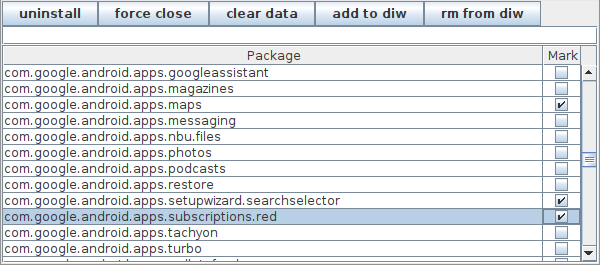 uninstall force close clear data add to diw rm from diw
Package Mark
com.google.android.apps.googleassistant
com.google.android.apps.magazines
com.google.android.apps.maps
com.google.android.apps.messaging
com.google.android.apps.nbu.files
com.google.android.apps.photos
com.google.android.apps.podcasts
com.google.android.apps.restore
com.google.android.apps.setupwizard.searchselector
com.google.android.apps.subscriptions.red
com.google.android.apps.tachyon
com.google.android.apps.turbo